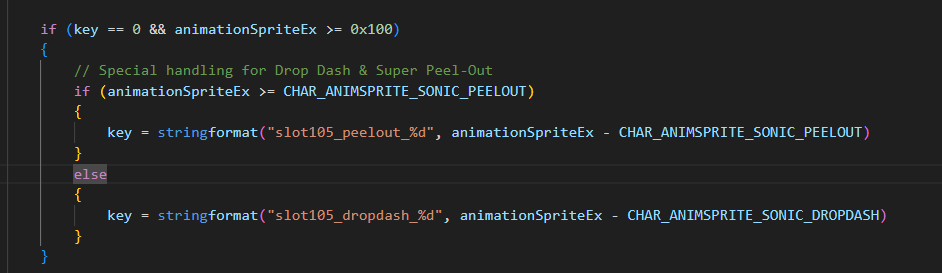 if (key == 0 && animationSpriteEx >= 0x100)
{
// Special handling for Drop Dash & Super Peel-Out
if (animationSpriteEx >= CHAR_ANIMSPRITE_SONIC_PEELOUT)
{
key = stringformat("slot105_peelout_%d", animationSpriteEx - CHAR_ANIMSPRITE_SONIC_PEELOUT)
}
else
{
key = stringformat("slot105_dropdash_%d", animationSpriteEx - CHAR_ANIMSPRITE_SONIC_DROPDASH)
}
}